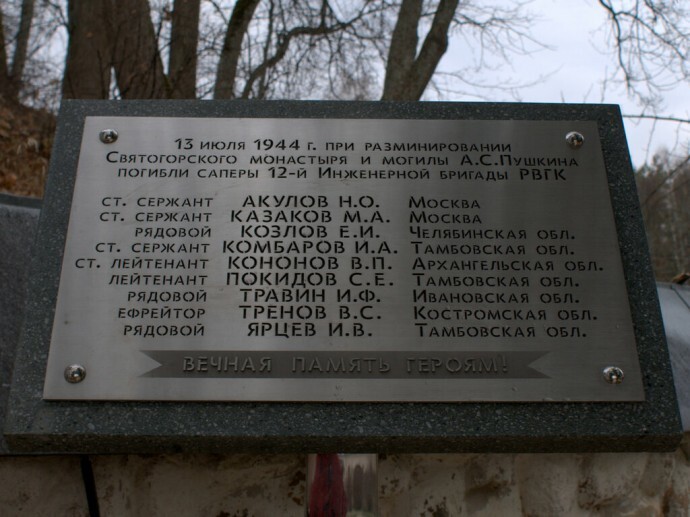 13 июля 1944 г. при разминировании
Святогорского монастыря и могилы А.С.Пушкина
погибли саперы 12-й Инженерной бригады РВГК
ст. сержант АКУЛОВ Н.О. Москва
ст. сержант КАЗАКОВ М.А. Москва
рядовой КОЗЛОВ Е.И. Челябинская обл.
ст. сержант КОМБАРОВ И.А. Тамбовская обл.
ст. лейтенант КОНОНОВ В.П. Архангельская обл.
лейтенант ПОКИДОВ С.Е. Тамбовская обл.
рядовой ТРАВИН И.Ф. Ивановская обл.
ефрейтор ТРЕНОВ В.С. Костромская обл.
рядовой ЯРЦЕВ И.В. Тамбовская обл.
ВЕЧНАЯ ПАМЯТЬ ГЕРОЯМ!